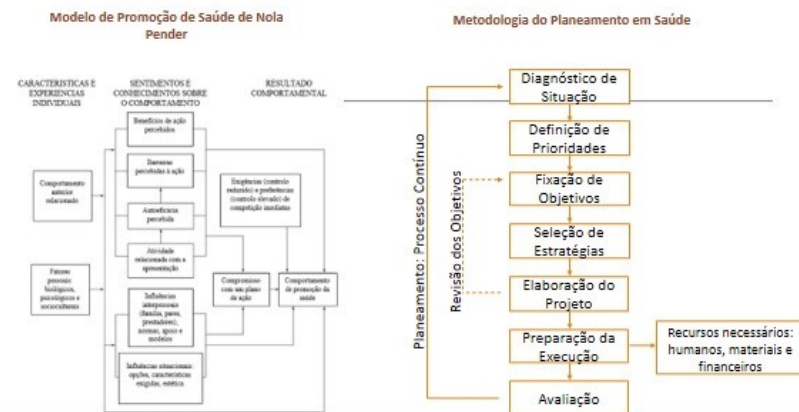 Modelo de Promoção de Saúde de Nola
Pender
CARACTERISTICAS E
EXPERIENCIAS
INDIVIDUAIS
SENTIMENTOS E
CONHECIMENTOS SOBRE
O COMPORTAMENTO
RESULTADO
COMPORTAMENTAL
Benefícios de ação
percebidos
Barreiras
percebidas à ação
Comportamento
anterior
relacionado
Autoeficácia
percebida
Exigências (controlo
reduzido) e preferências
(controlo elevado) de
competição imediatas
Atividade
relacionada com a
apresentação
Fatores
pessoais
biológicos,
psicológicos e
socioculturais
Compromisso
com um plano
de ação
Comportamento
de promoção da
saúde
Influências
interpessoais
(família, pares,
prestadores),
normas, apoio e
modelos
Influências situacionais:
opções, características
exigidas, estética
Metodologia do Planeamento em Saúde
Diagnóstico de
Situação
Definição de
Prioridades
Fixação de
Objetivos
Seleção de
Estratégias
Elaboração do
Projeto
Preparação da
Execução
Avaliação
Recursos necessários:
humanos, materiais e
financeiros
Planeamento: Processo Contínuo
Revisão dos Objetivos